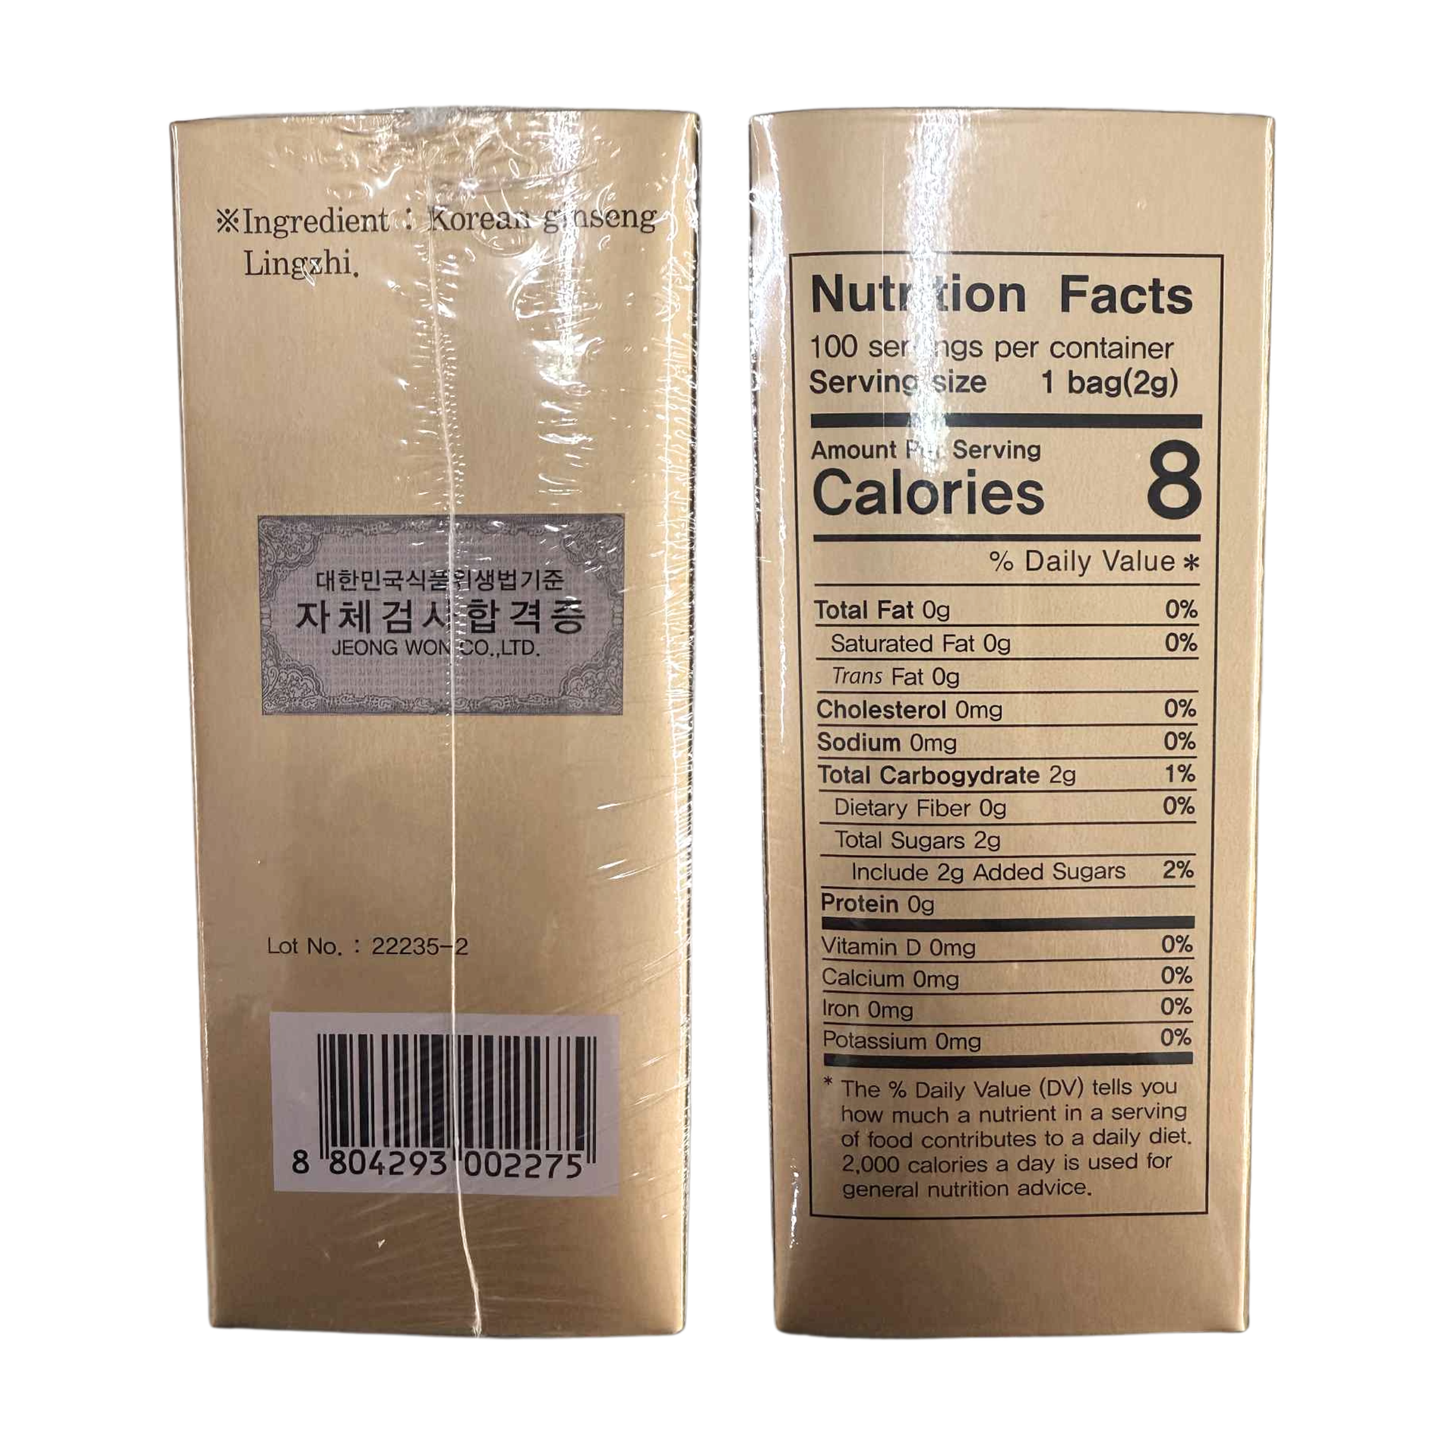 ※Ingredient : Korean ginseng
Lingzhi.
대한민국식품위생법기준
자체검사합격증
JEONG WON CO.,LTD.
Lot No. : 22235-2
8 804293 002275
Nutrition Facts
100 servings per container
Serving size 1 bag(2g)
Amount Per Serving
Calories 8
% Daily Value *
Total Fat 0g 0%
Saturated Fat 0g 0%
Trans Fat 0g
Cholesterol 0mg 0%
Sodium 0mg 0%
Total Carbogydrate 2g 1%
Dietary Fiber 0g 0%
Total Sugars 2g
Include 2g Added Sugars 2%
Protein 0g
Vitamin D 0mg 0%
Calcium 0mg 0%
Iron 0mg 0%
Potassium 0mg 0%
* The % Daily Value (DV) tells you
how much a nutrient in a serving
of food contributes to a daily diet.
2,000 calories a day is used for
general nutrition advice.